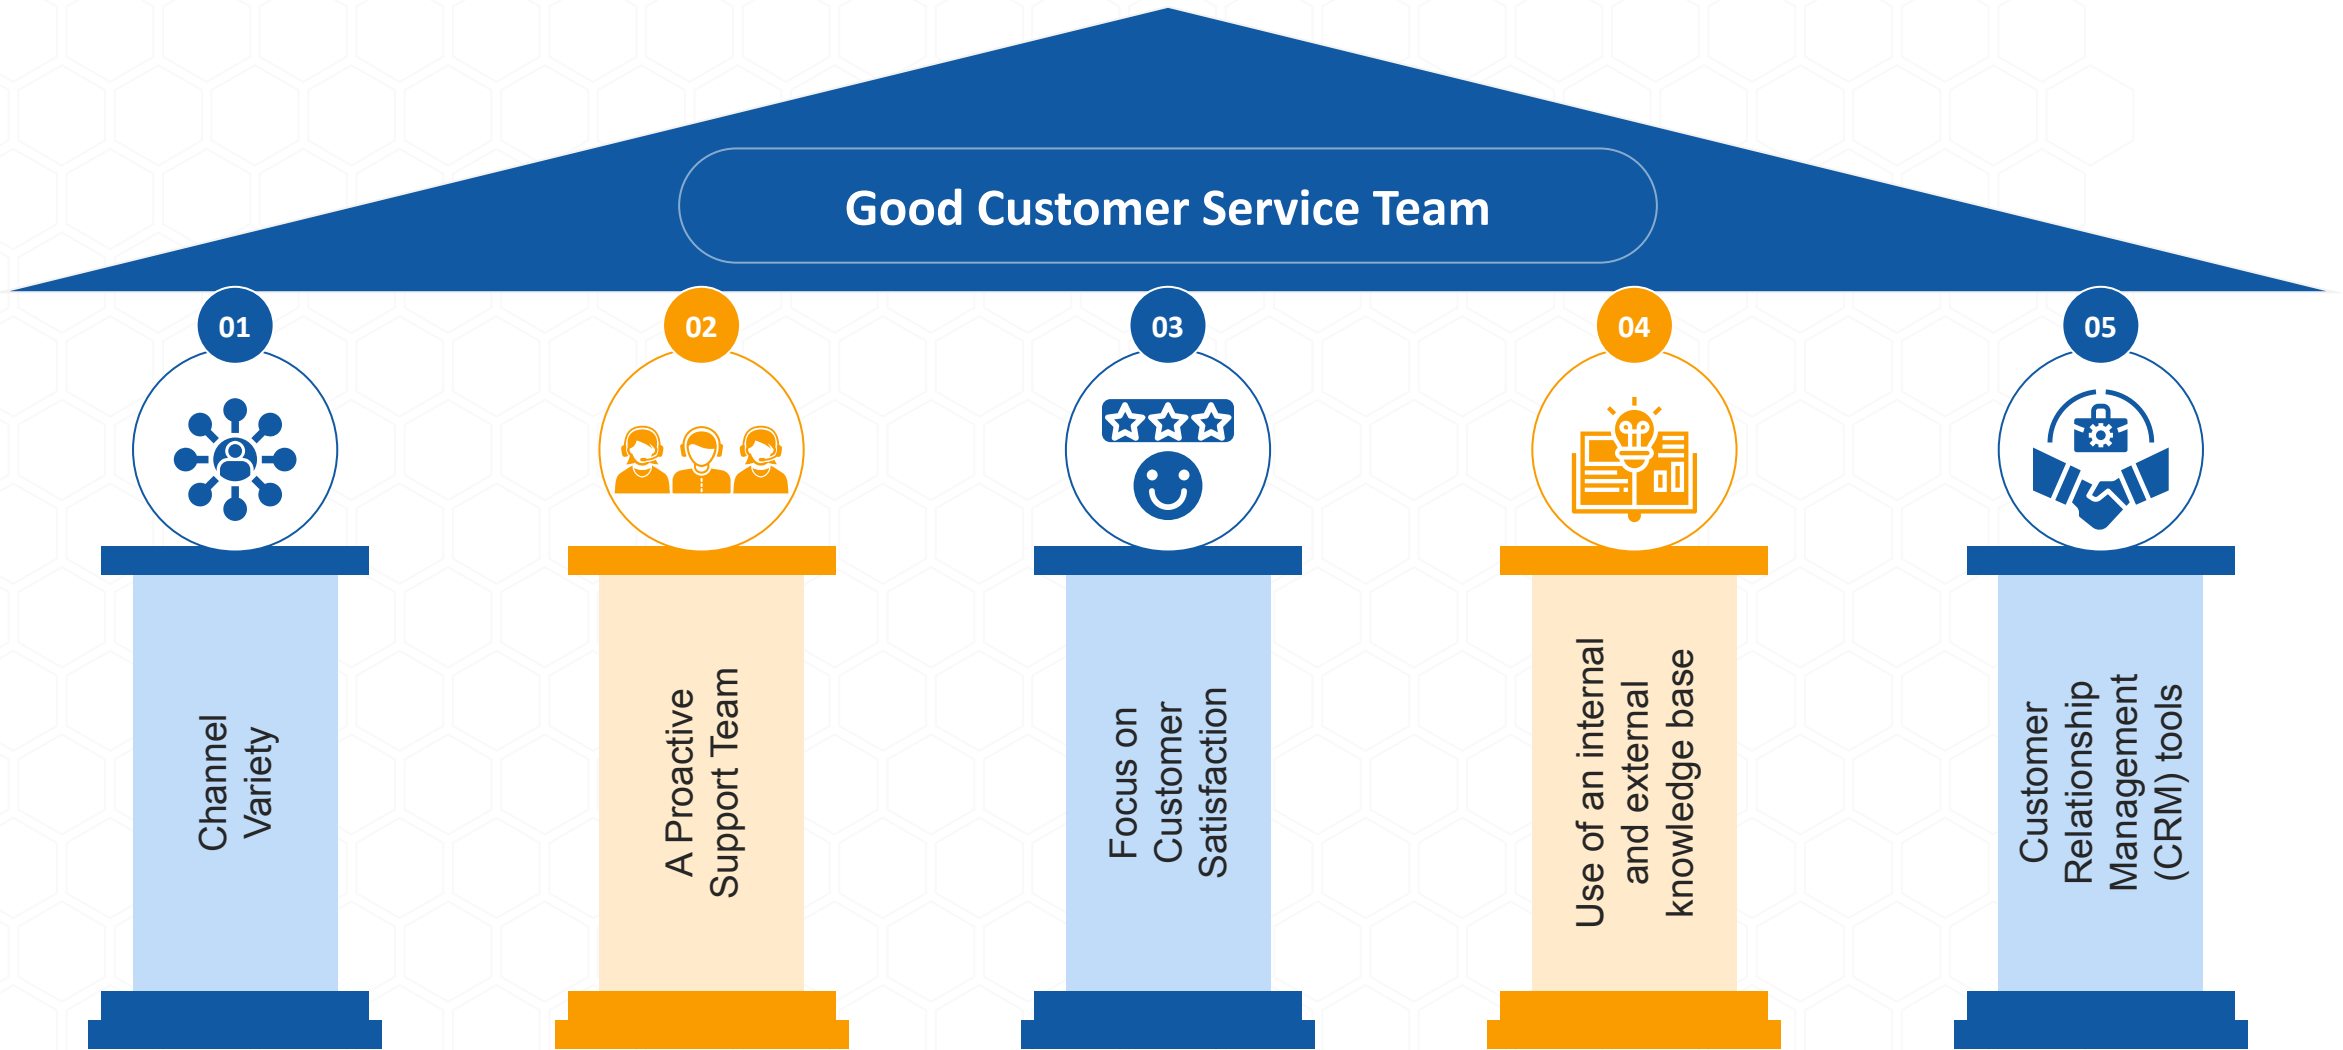 Good Customer Service Team
01
Channel
Variety
02
A Proactive
Support Team
03
Focus on
Customer
Satisfaction
04
Use of an internal
and external
knowledge base
05
Customer
Relationship
Management
(CRM) tools